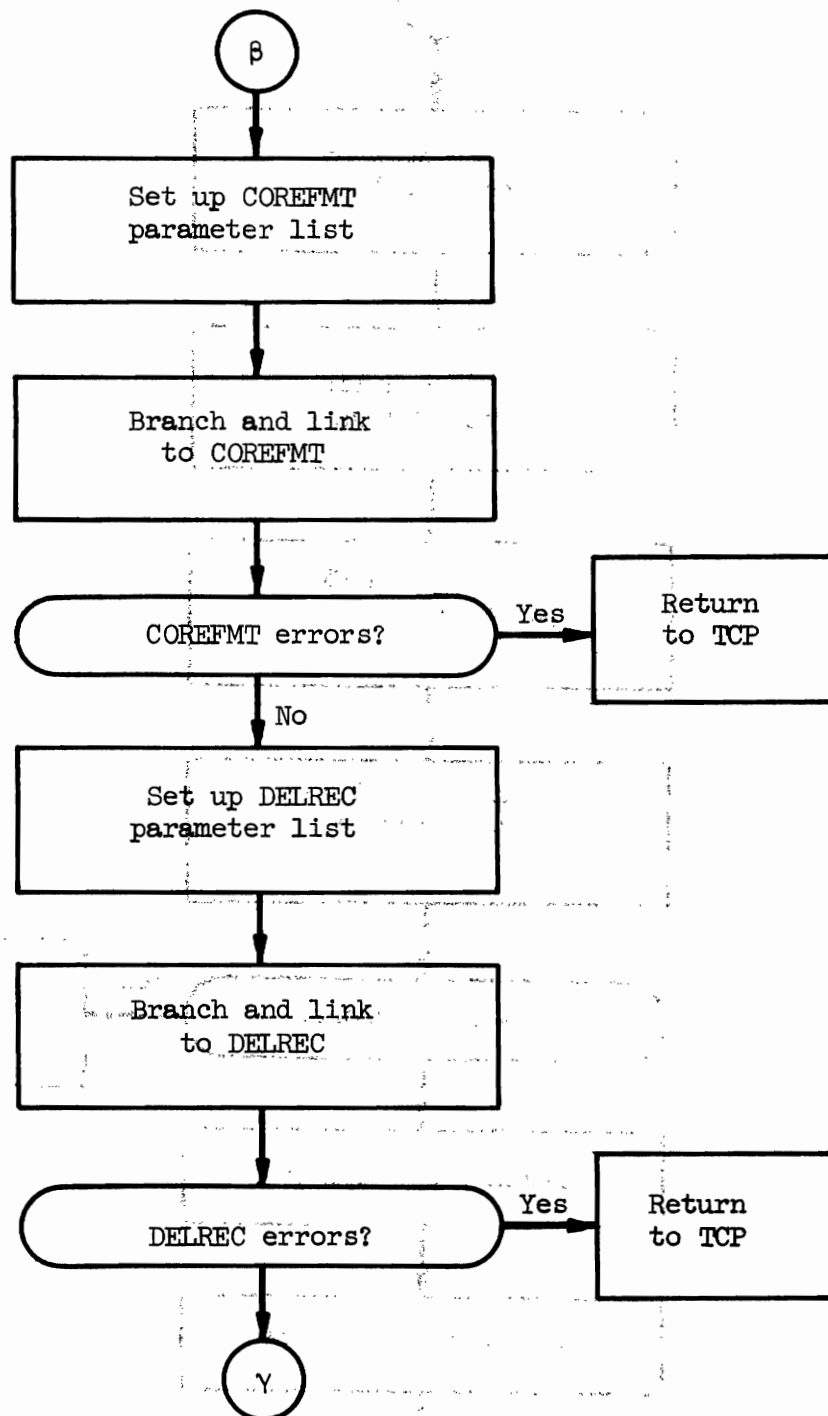 β
Set up COREFMT
parameter list
Branch and link
to COREFMT
COREFMT errors?
Yes
Return
to TCP
No
Set up DELREC
parameter list
Branch and link
to DELREC
DELREC errors?
Yes
Return
to TCP
γ